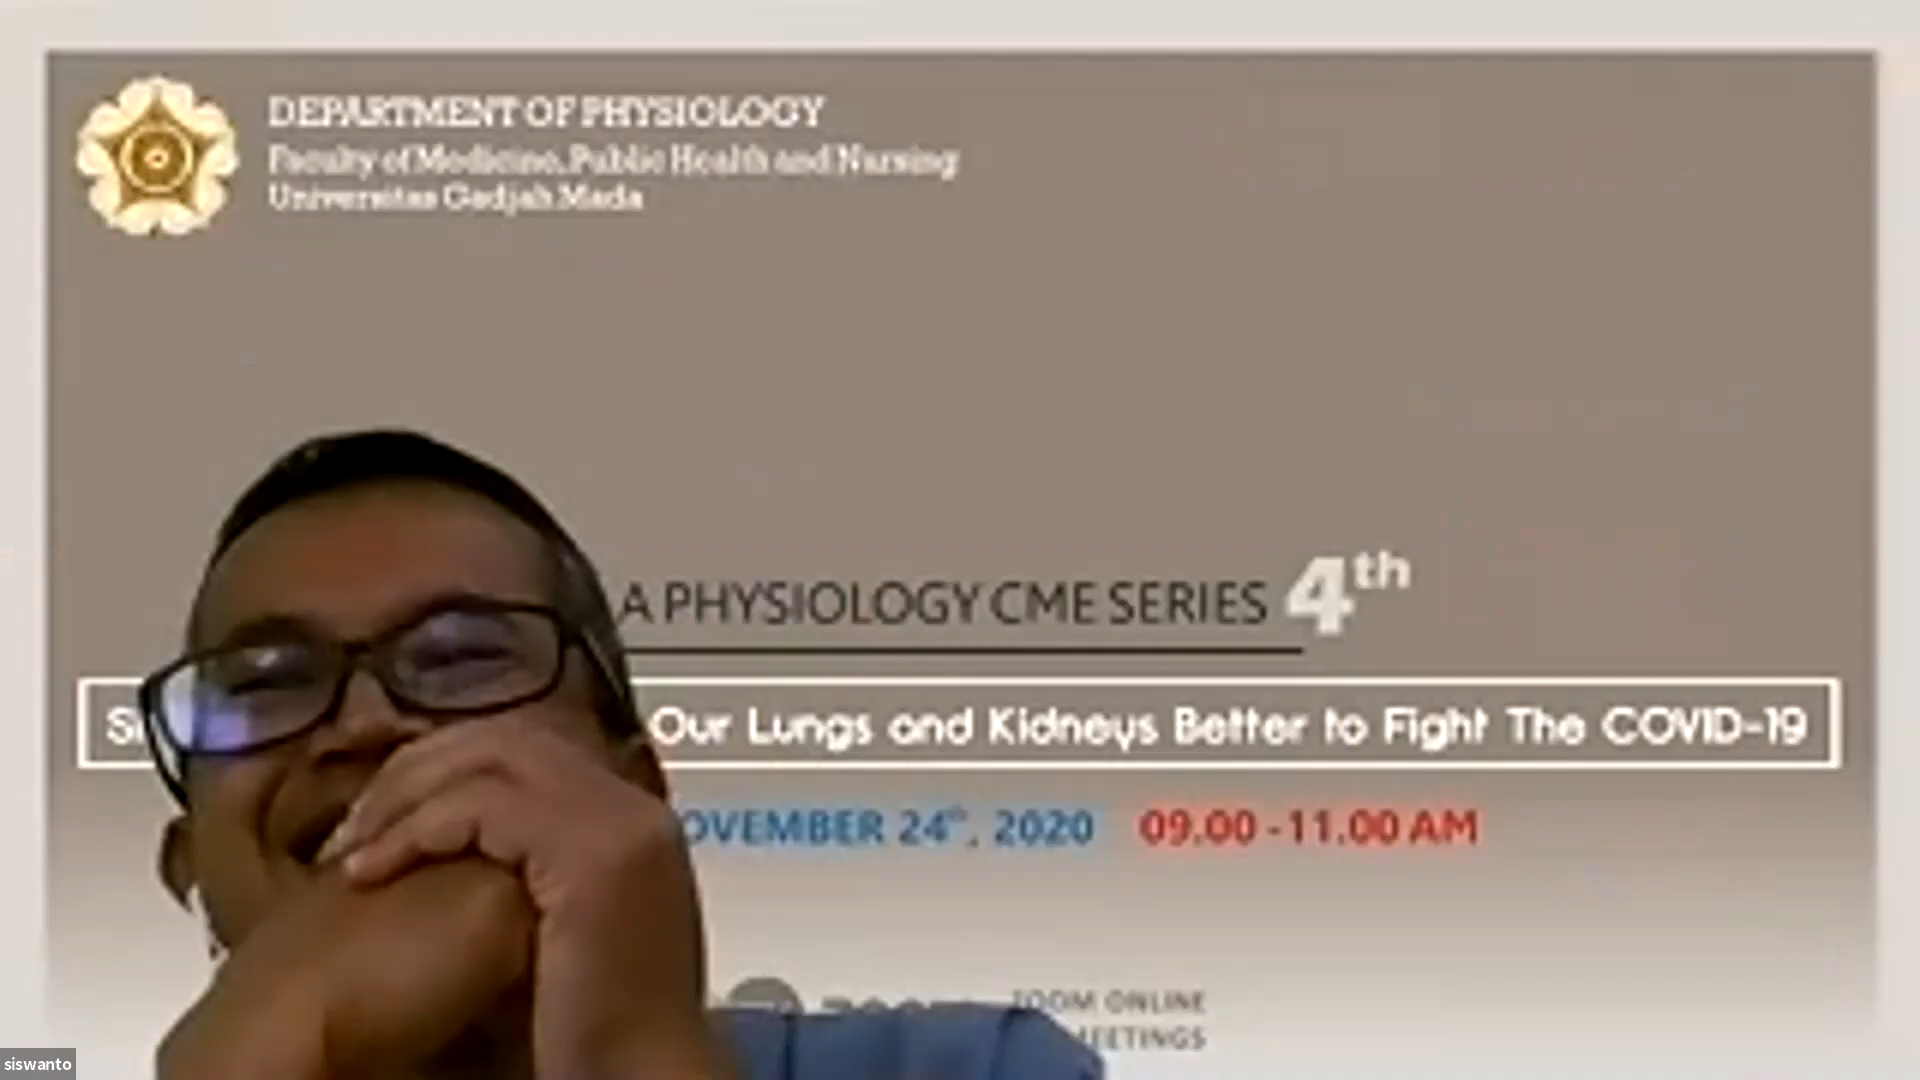 DEPARTMENT OF PHYSIOLOGY
Faculty of Medicine, Public Health and Nursing
Universitas Gadjah Mada
A PHYSIOLOGY CME SERIES 4th
Our Lungs and Kidneys Better to Fight The COVID-19
OVEMBER 24th, 2020 09.00 - 11.00 AM
ZOOM ONLINE
MEETINGS
siswanto